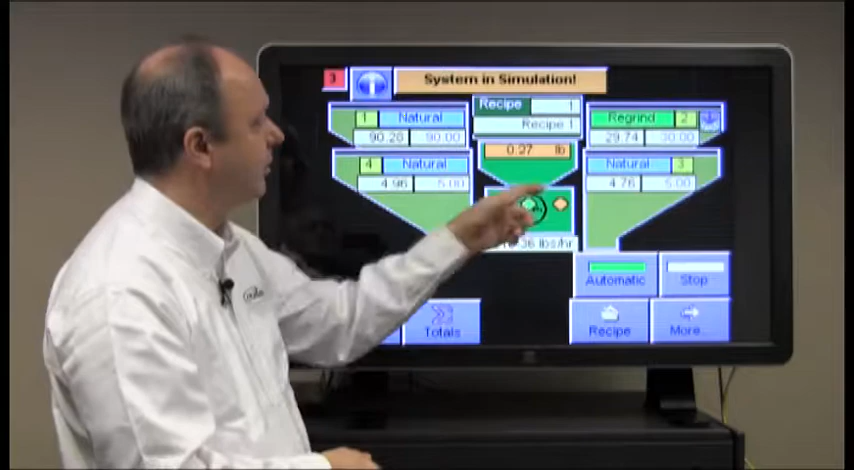 3
System in Simulation!
Recipe 1
Recipe 1
1 Natural
90.28 90.00
Regrind 2
29.74 30.00
0.27 lb
4 Natural
4.96 5.00
Natural 3
4.76 5.00
lbs/hr
Automatic
Stop
Totals
Recipe
More...